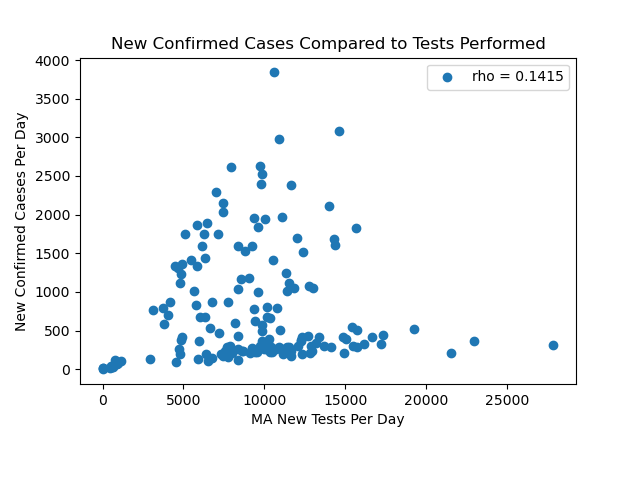 New Confirmed Cases Compared to Tests Performed
rho = 0.1415
4000
3500
3000
2500
2000
1500
1000
500
0
New Confirmed Caeses Per Day
0 5000 10000 15000 20000 25000
MA New Tests Per Day